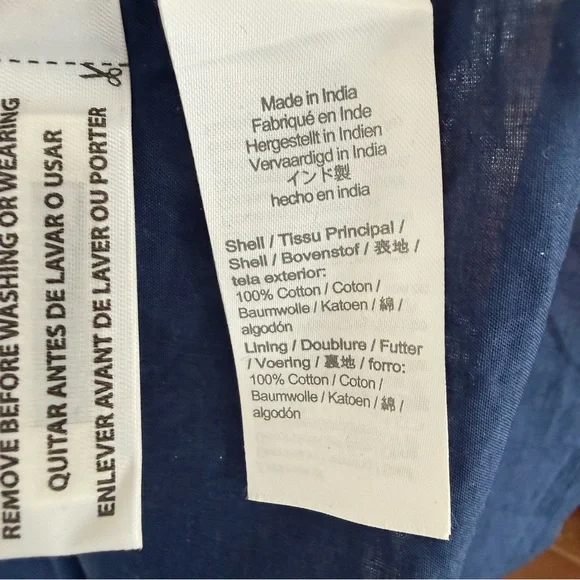 REMOVE BEFORE WASHING OR WEARING
QUITAR ANTES DE LAVAR O USAR
ENLEVER AVANT DE LAVER OU PORTER
Made in India
Fabriqué en Inde
Hergestellt in Indien
Vervaardigd in India
インド製
hecho en india
Shell / Tissu Principal /
Shell / Bovenstof / 表地 /
tela exterior:
100% Cotton / Coton /
Baumwolle / Katoen / 綿 /
algodón
Lining / Doublure / Futter
/ Voering / 裏地 / forro:
100% Cotton / Coton /
Baumwolle / Katoen / 綿 /
algodón